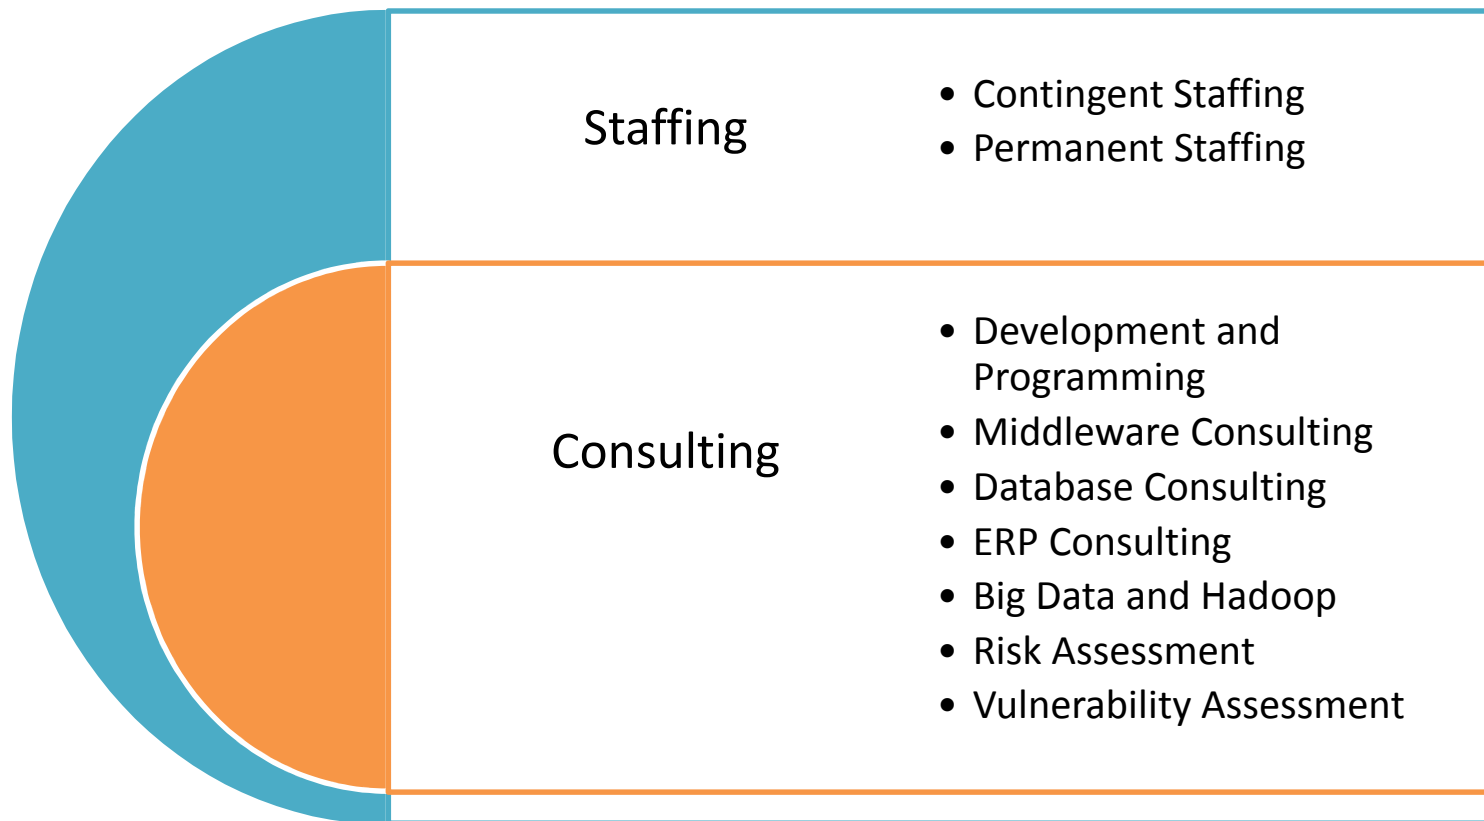 Staffing
• Contingent Staffing
• Permanent Staffing
Consulting
• Development and
Programming
• Middleware Consulting
• Database Consulting
• ERP Consulting
• Big Data and Hadoop
• Risk Assessment
• Vulnerability Assessment